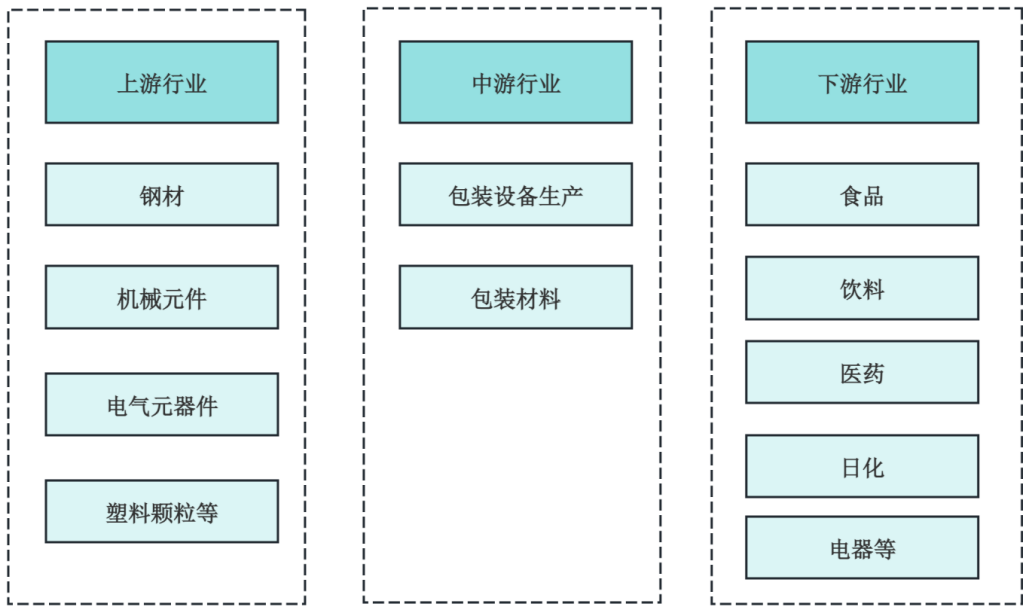 上游行业
钢材
机械元件
电气元器件
塑料颗粒等
中游行业
包装设备生产
包装材料
下游行业
食品
饮料
医药
日化
电器等